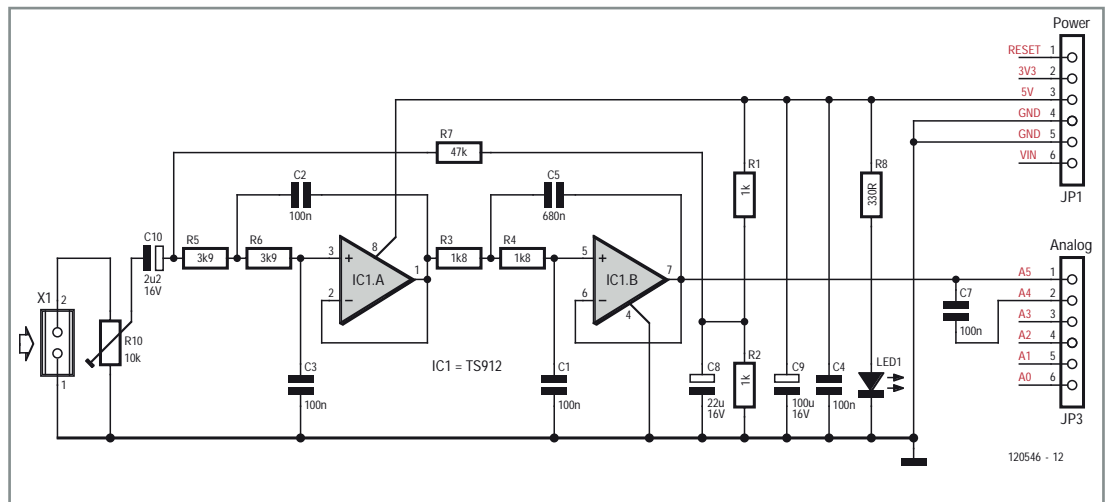 Power
RESET 1
3V3 2
5V 3
GND 4
GND 5
VIN 6
JP1
R7
47k
C2
100n
C5
680n
R1
1k
R8
330R
C10
2u2
16V
R5
3k9
R6
3k9
3
+
8
IC1.A
1
2
−
R3
1k8
R4
1k8
5
+
IC1.B
7
6
−
4
Analog
A5 1
A4 2
A3 3
A2 4
A1 5
A0 6
JP3
C7
100n
X1
2
1
R10
10k
IC1 = TS912
C3
100n
C1
100n
C8
22u
16V
R2
1k
C9
100u
16V
C4
100n
LED1
120546 - 12